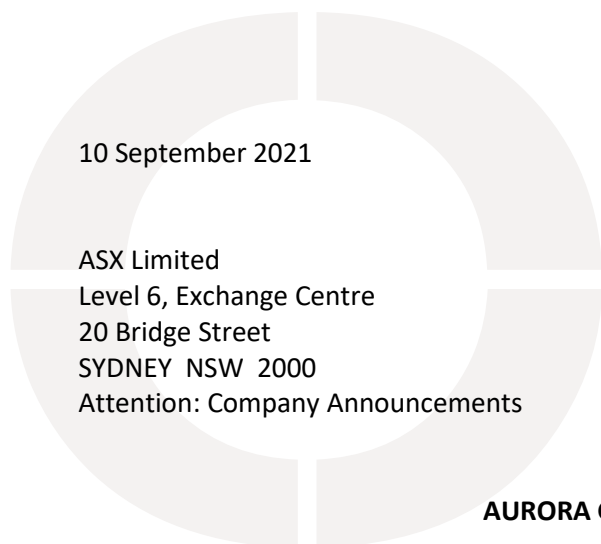 10 September 2021
ASX Limited
Level 6, Exchange Centre
20 Bridge Street
SYDNEY NSW 2000
Attention: Company Announcements
AURORA